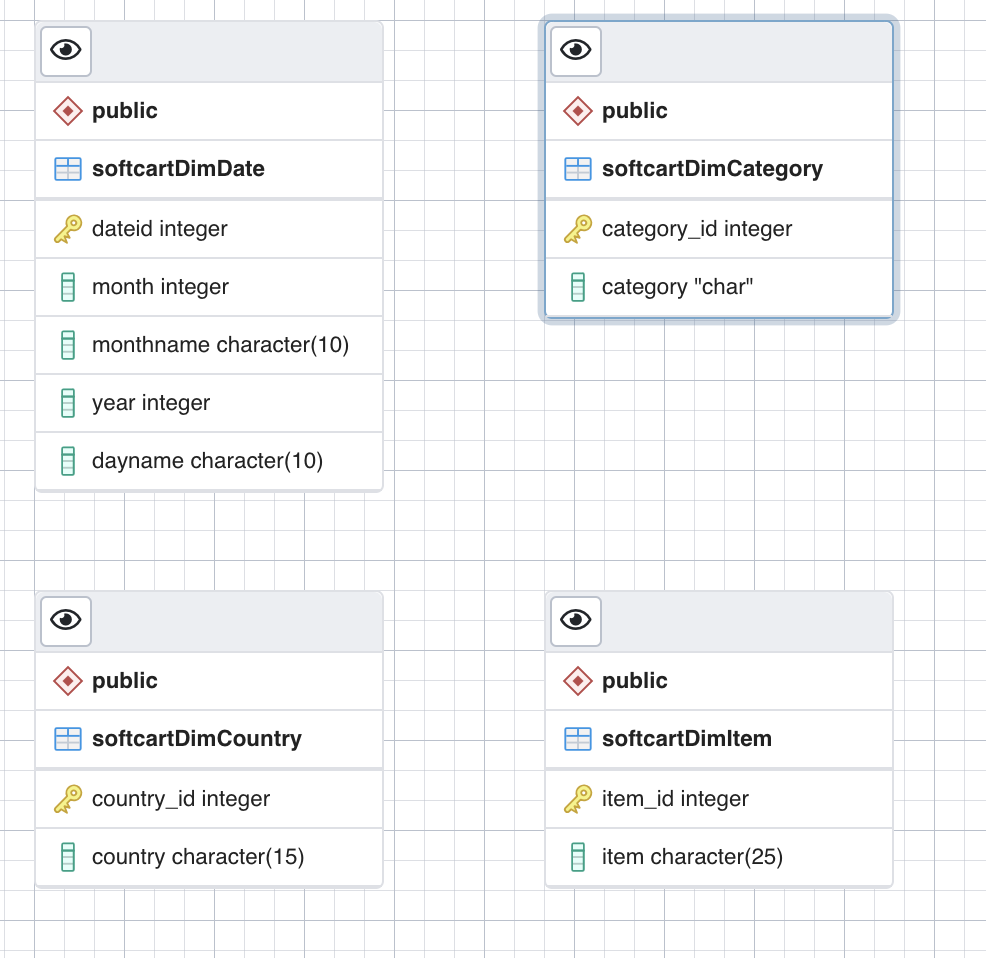 public
softcartDimDate
dateid integer
month integer
monthname character(10)
year integer
dayname character(10)
public
softcartDimCategory
category_id integer
category "char"
public
softcartDimCountry
country_id integer
country character(15)
public
softcartDimItem
item_id integer
item character(25)